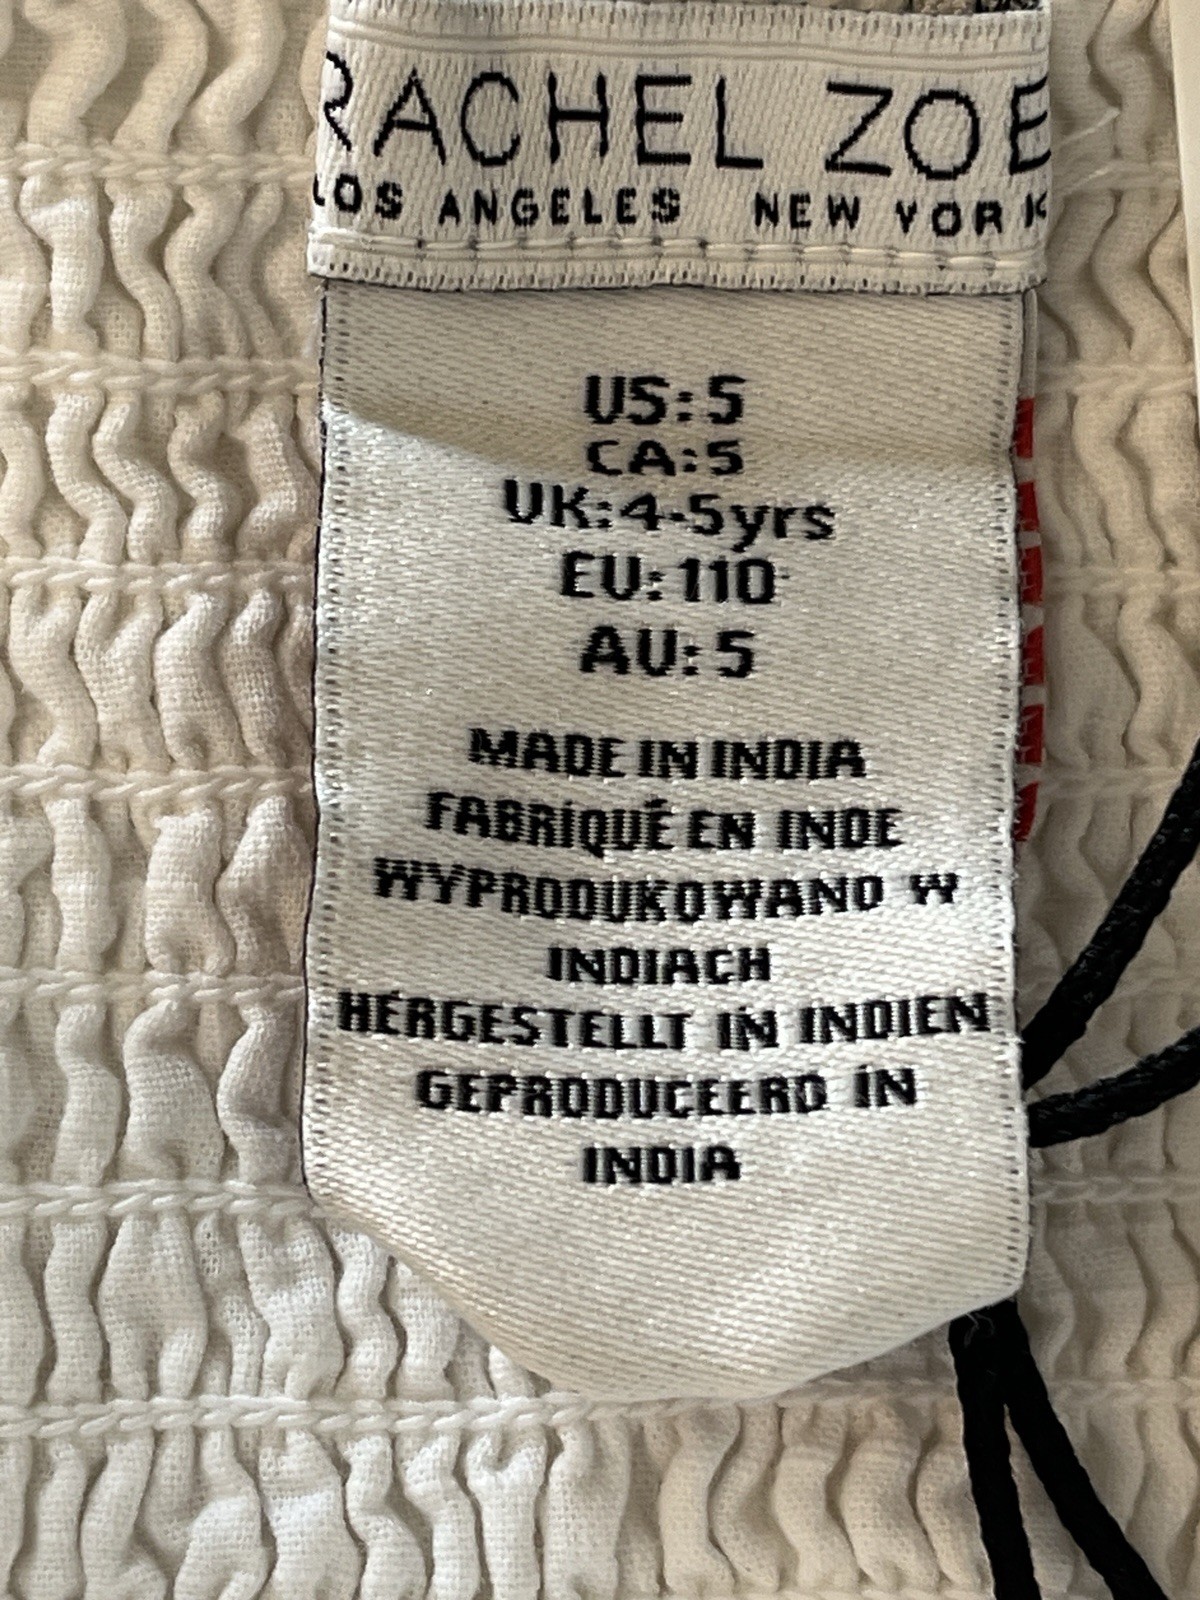 RACHEL ZOE
LOS ANGELES NEW YORK
US: 5
CA: 5
UK: 4-5yrs
EU: 110
AU: 5
MADE IN INDIA
FABRIQUÉ EN INDE
WYPRODUKOWANO W
INDIACH
HERGESTELLT IN INDIEN
GEPRODUCEERD IN
INDIA